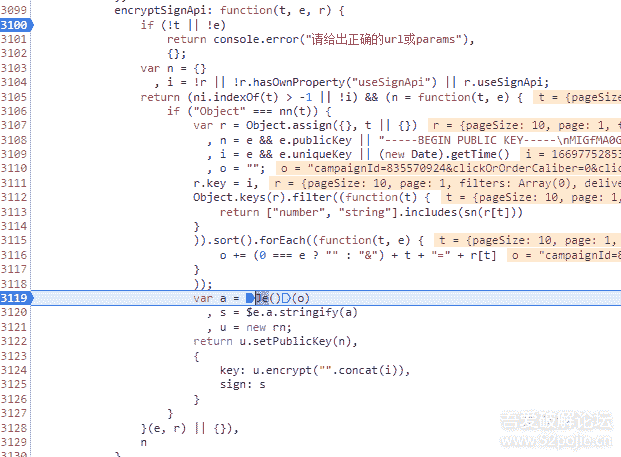 3099 encryptSignApi: function(t, e, r) {
3100 if (!t || !e)
3101 return console.error("请给出正确的url或params"),
3102 {};
3103 var n = {}
3104 , i = !r || !r.hasOwnProperty("useSignApi") || r.useSignApi;
3105 return (ni.indexOf(t) > -1 || !i) && (n = function(t, e) { t = {pageSize
3106 if ("Object" === nn(t)) {
3107 var r = Object.assign({}, t || {}) r = {pageSize: 10, page: 1, f
3108 , n = e && e.publicKey || "-----BEGIN PUBLIC KEY-----\nMIGfMA0G
3109 , i = e && e.uniqueKey || (new Date).getTime() i = 16697752853
3110 , o = ""; o = "campaignId=835570924&clickOrOrderCaliber=0&clic
3111 r.key = i, r = {pageSize: 10, page: 1, filters: Array(0), delive
3112 Object.keys(r).filter((function(t) { t = {pageSize: 10, page: 1,
3113 return ["number", "string"].includes(sn(r[t]))
3114 }
3115 )).sort().forEach((function(t, e) { t = {pageSize: 10, page: 1,
3116 o += (0 === e ? "" : "&") + t + "=" + r[t] o = "campaignId=8
3117 }
3118 ));
3119 var a = Je()(o)
3120 , s = $e.a.stringify(a)
3121 , u = new rn;
3122 return u.setPublicKey(n),
3123 {
3124 key: u.encrypt("".concat(i)),
3125 sign: s
3126 }
3127 }
3128 }(e, r) || {}),
3129 n
3130 }
吾爱破解论坛
www.52pojie.cn